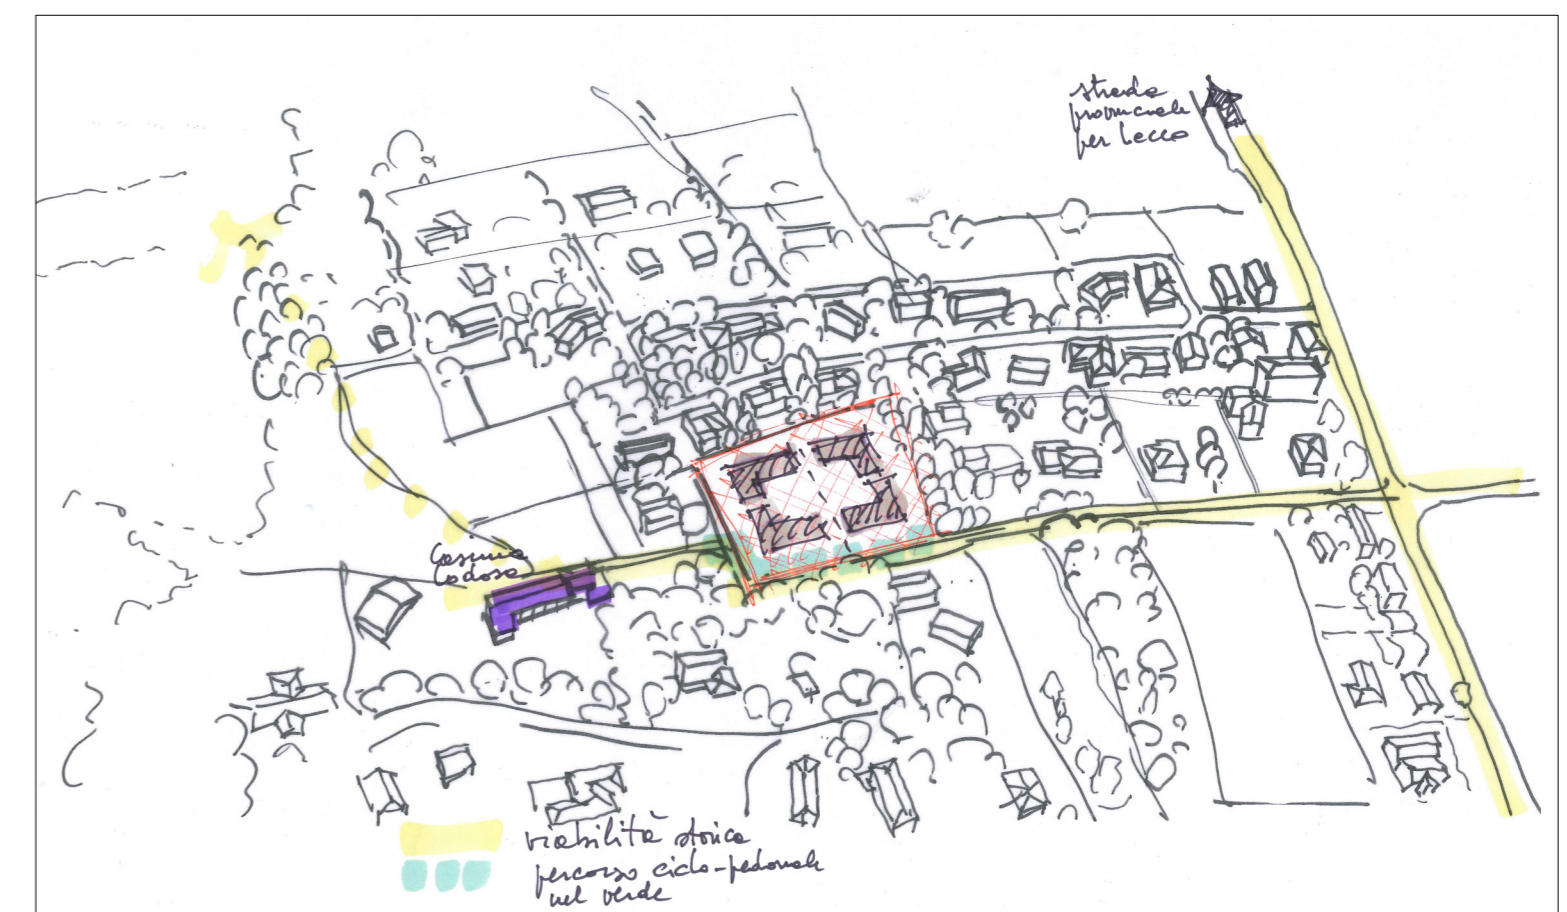 strada
provinciale
per Lecco
Cascina
Codosa
viabilità storica
percorso ciclo-pedonale
nel verde